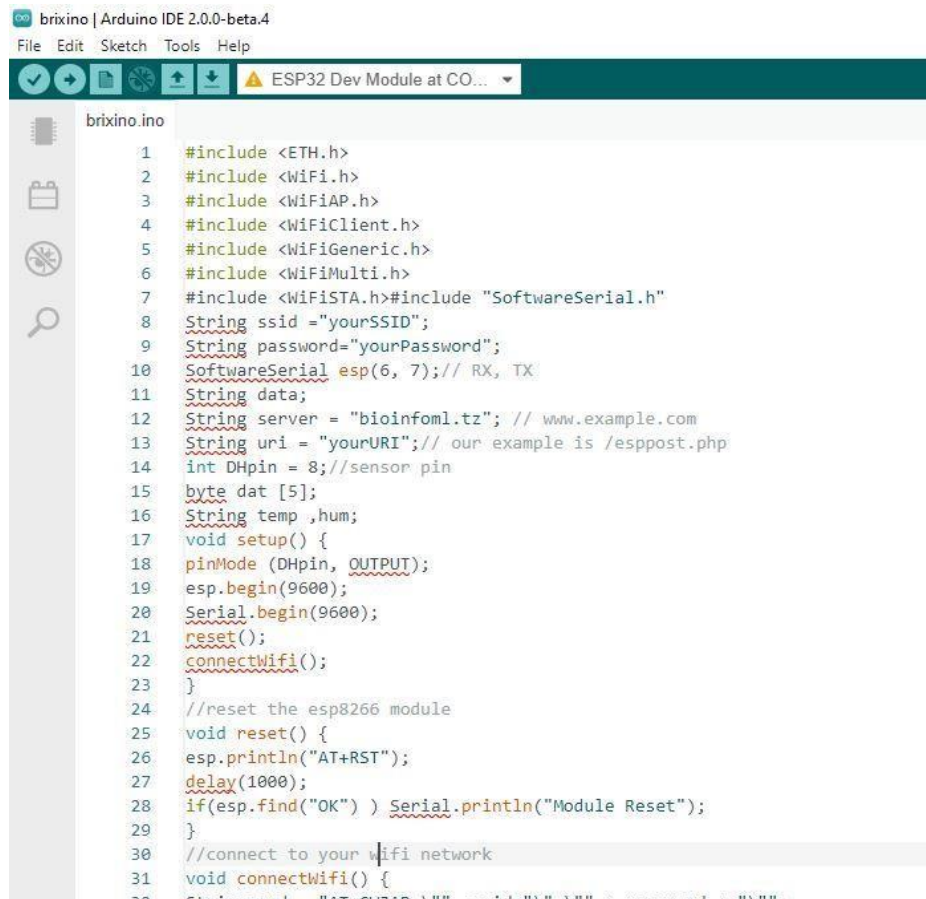 brixino | Arduino IDE 2.0.0-beta.4
File Edit Sketch Tools Help
ESP32 Dev Module at CO...
brixino.ino
1 #include <ETH.h>
2 #include <WiFi.h>
3 #include <WiFiAP.h>
4 #include <WiFiClient.h>
5 #include <WiFiGeneric.h>
6 #include <WiFiMulti.h>
7 #include <WiFiSTA.h>#include "SoftwareSerial.h"
8 String ssid ="yourSSID";
9 String password="yourPassword";
10 SoftwareSerial esp(6, 7);// RX, TX
11 String data;
12 String server = "bioinfoml.tz"; // www.example.com
13 String uri = "yourURI";// our example is /esppost.php
14 int DHpin = 8;//sensor pin
15 byte dat [5];
16 String temp ,hum;
17 void setup() {
18 pinMode (DHpin, OUTPUT);
19 esp.begin(9600);
20 Serial.begin(9600);
21 reset();
22 connectWifi();
23 }
24 //reset the esp8266 module
25 void reset() {
26 esp.println("AT+RST");
27 delay(1000);
28 if(esp.find("OK") ) Serial.println("Module Reset");
29 }
30 //connect to your wifi network
31 void connectWifi() {